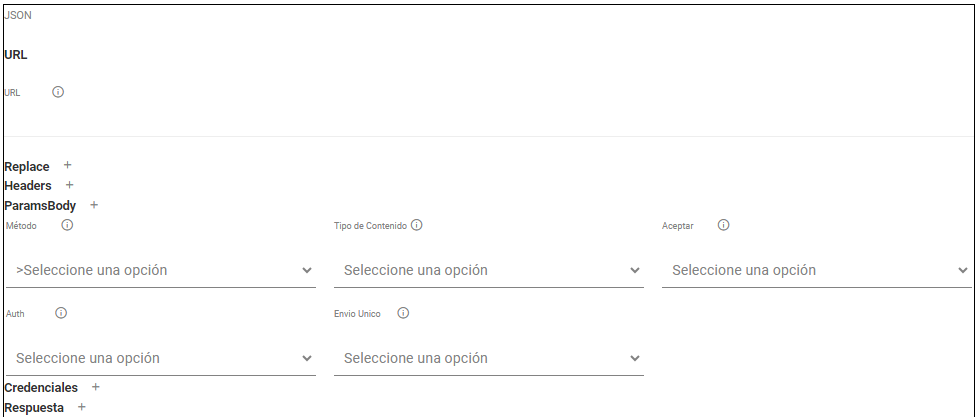 JSON
URL
URL
Replace +
Headers +
ParamsBody +
Método Tipo de Contenido Aceptar
>Seleccione una opción Seleccione una opción Seleccione una opción
Auth Envio Unico
Seleccione una opción Seleccione una opción
Credenciales +
Respuesta +